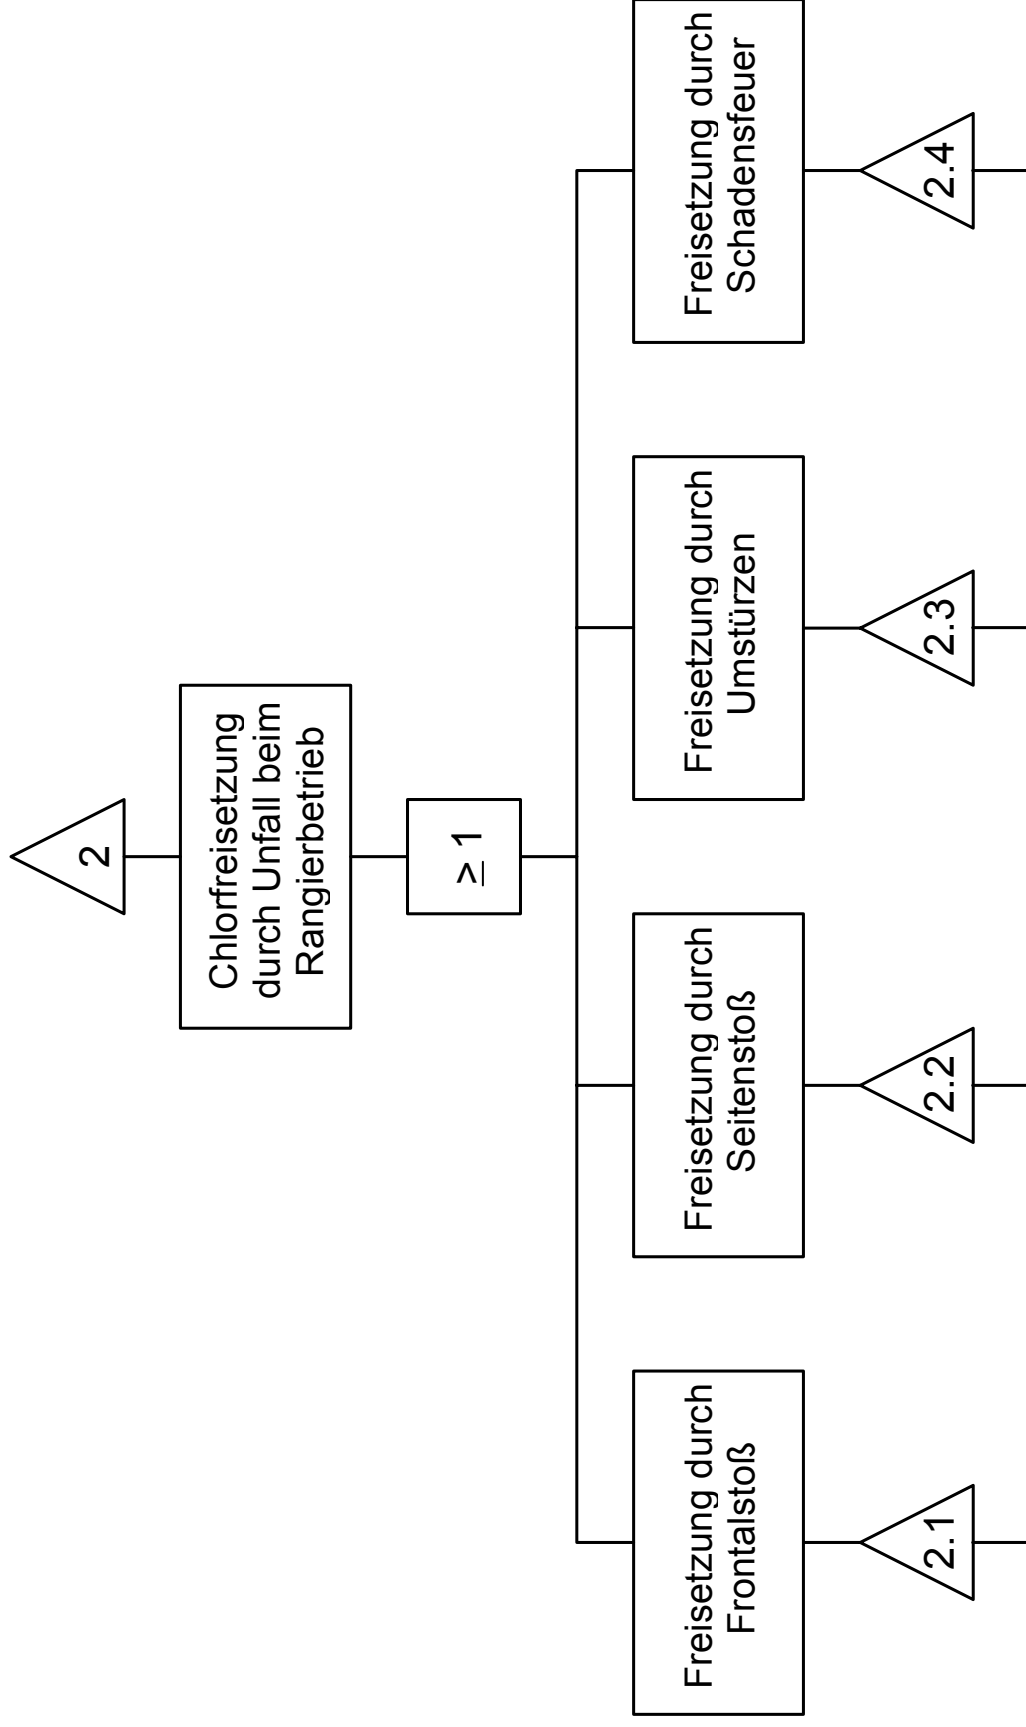 2
Chlorfreisetzung
durch Unfall beim
Rangierbetrieb
≥ 1
Freisetzung durch
Frontalstoß
Freisetzung durch
Seitenstoß
Freisetzung durch
Umstürzen
Freisetzung durch
Schadensfeuer
2.1
2.2
2.3
2.4